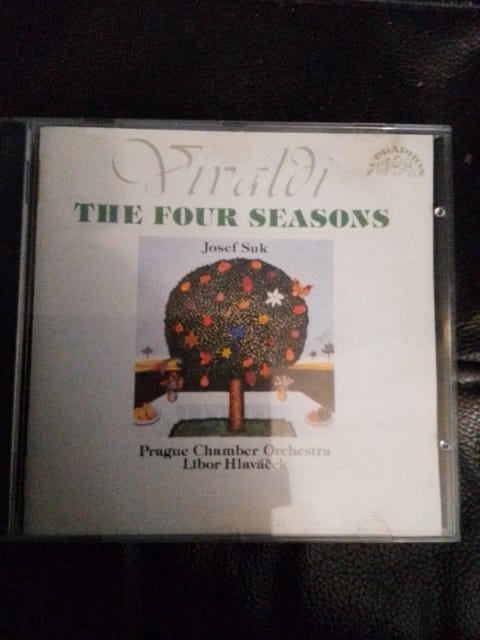 Vivaldi
SUPRAPHON
THE FOUR SEASONS
Josef Suk
Prague Chamber Orchestra
Libor Hlaváček